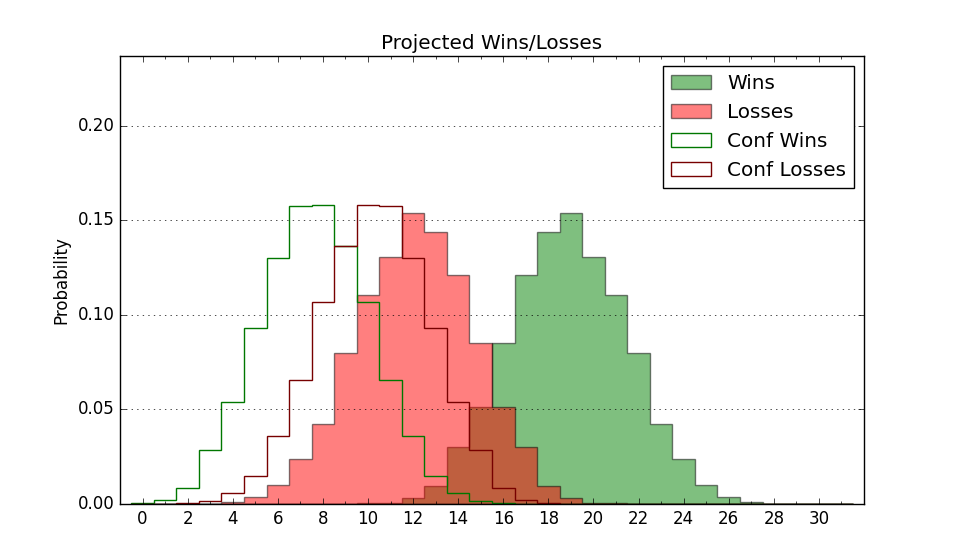 Projected Wins/Losses
Wins
Losses
Conf Wins
Conf Losses
Probability
0.20
0.15
0.10
0.05
0.00
0 2 4 6 8 10 12 14 16 18 20 22 24 26 28 30